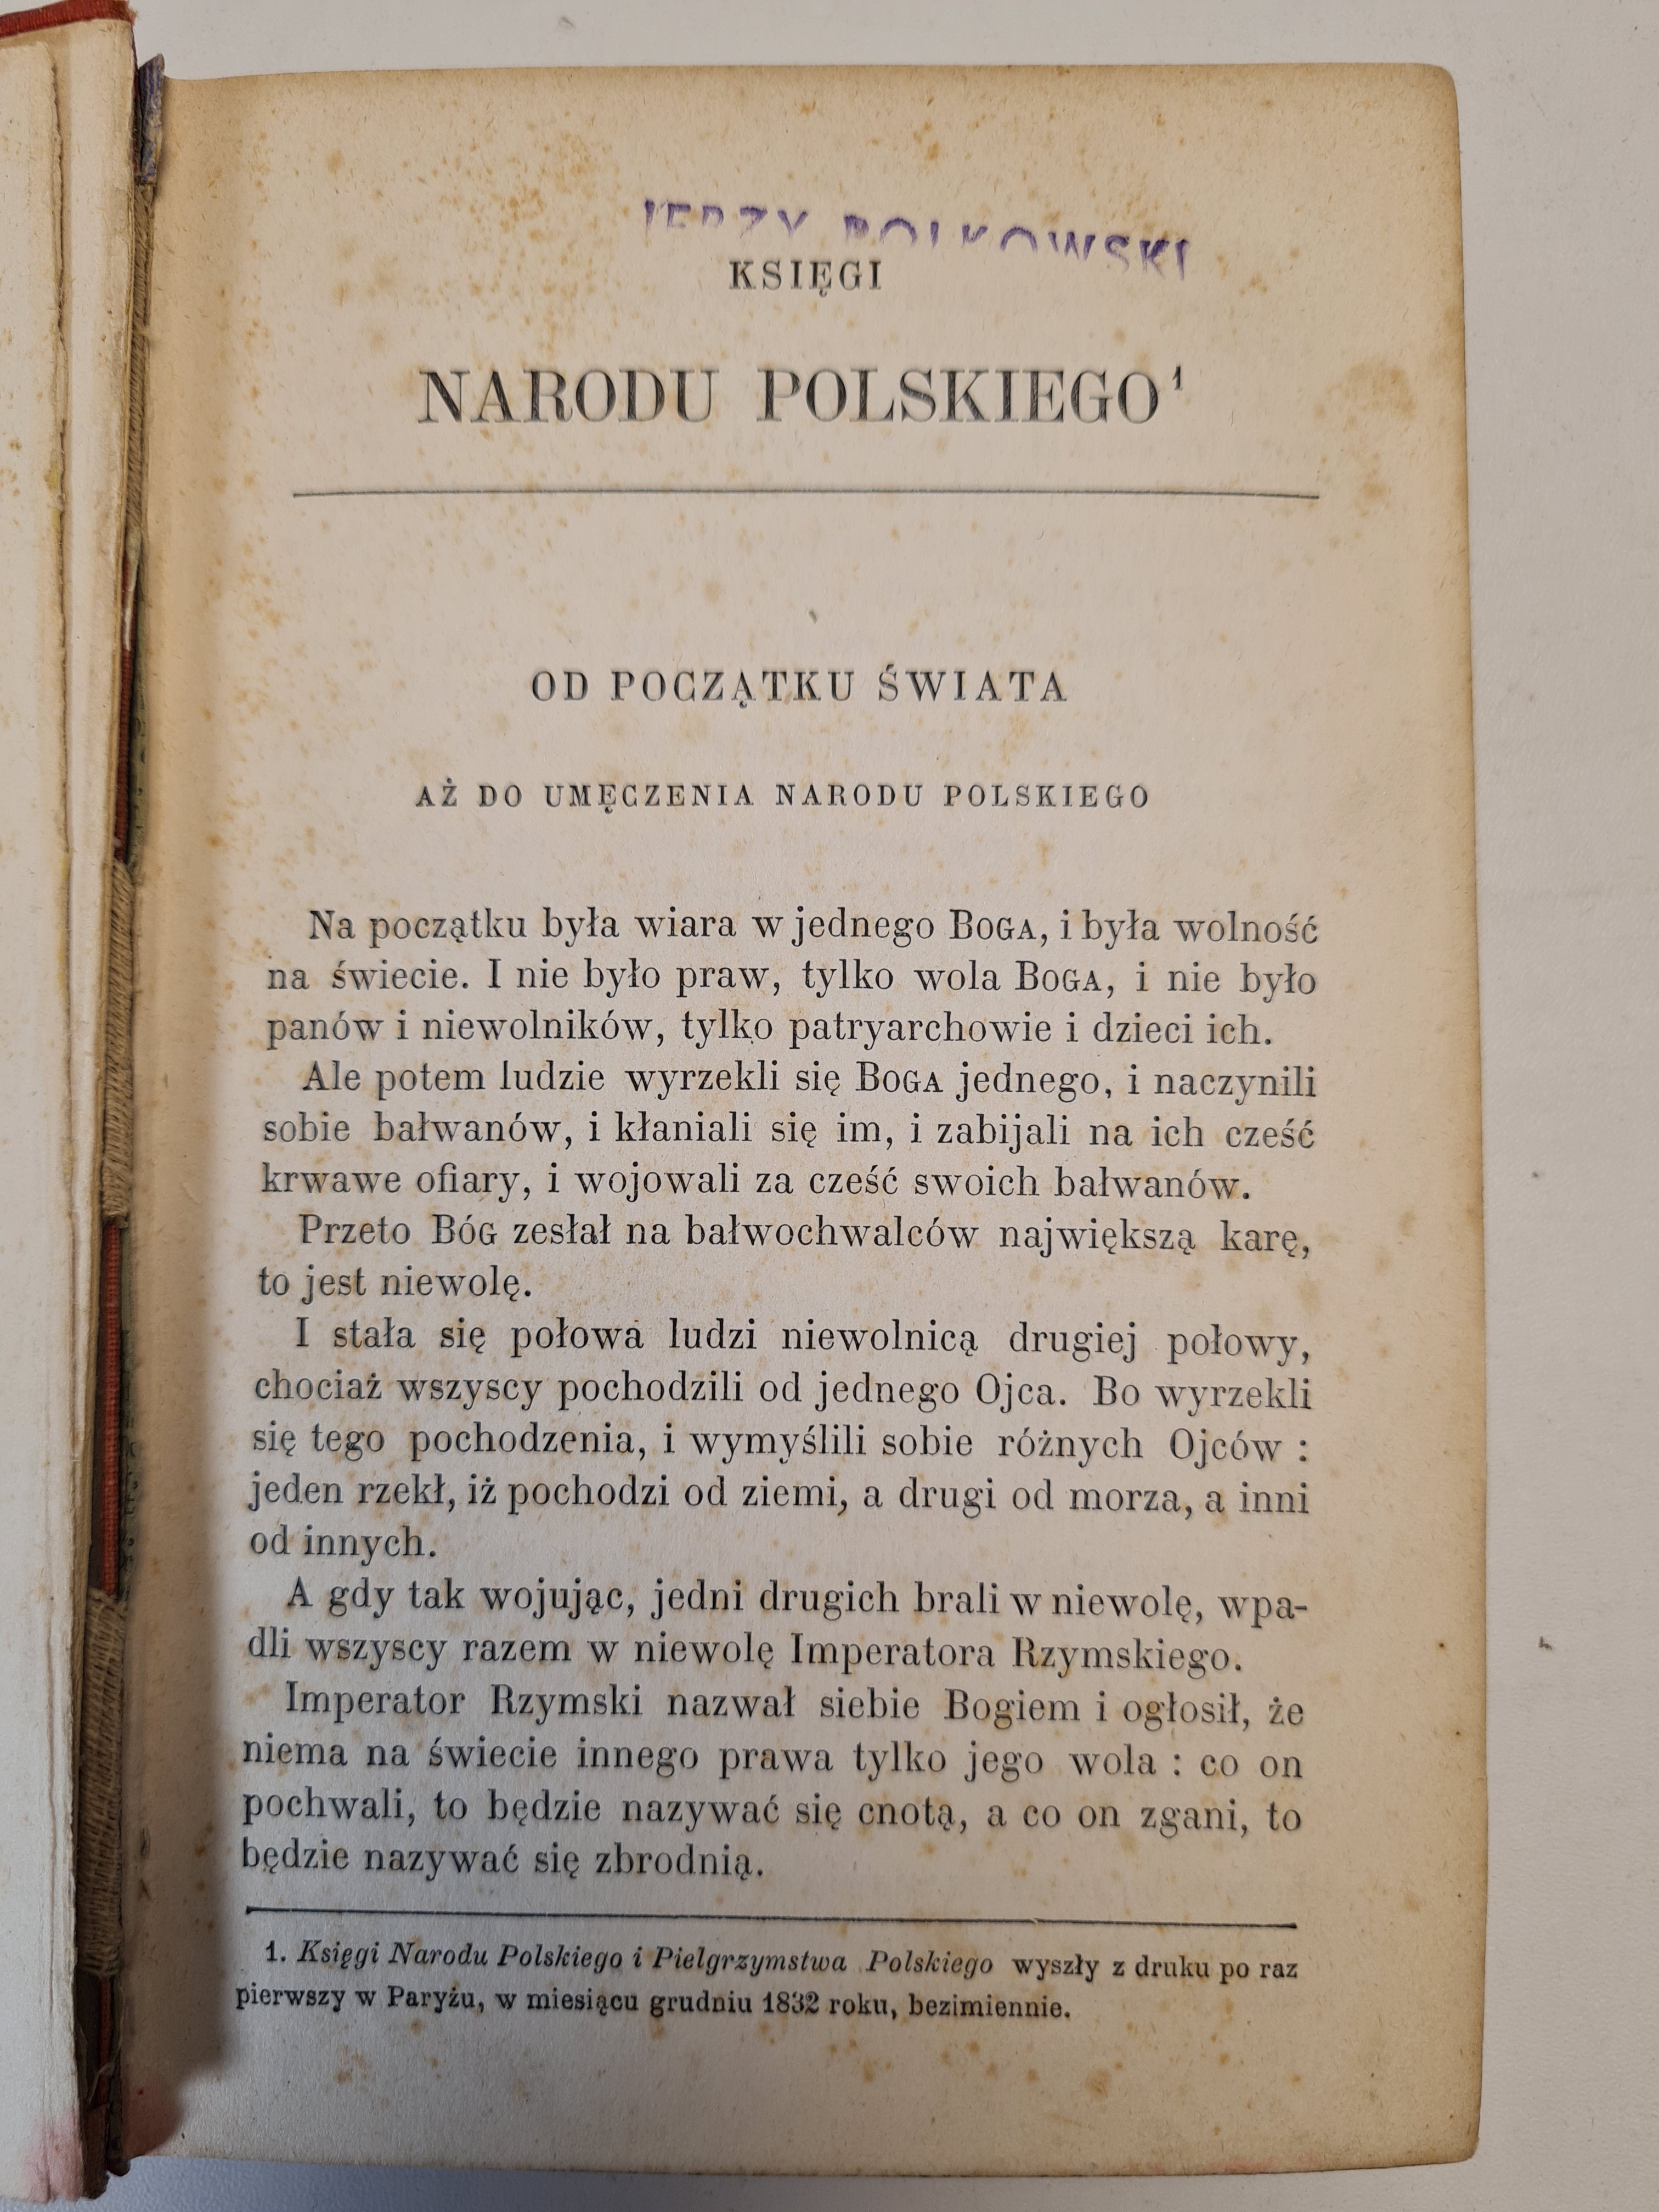 JERZY POLKOWSKI
KSIĘGI
NARODU POLSKIEGO¹
OD POCZĄTKU ŚWIATA
AŻ DO UMĘCZENIA NARODU POLSKIEGO
Na początku była wiara w jednego BOGA, i była wolność
na świecie. I nie było praw, tylko wola BOGA, i nie było
panów i niewolników, tylko patryarchowie i dzieci ich.
Ale potem ludzie wyrzekli się BOGA jednego, i naczynili
sobie bałwanów, i kłaniali się im, i zabijali na ich cześć
krwawe ofiary, i wojowali za cześć swoich bałwanów.
Przeto BÓG zesłał na bałwochwalców największą karę,
to jest niewolę.
I stała się połowa ludzi niewolnicą drugiej połowy,
chociaż wszyscy pochodzili od jednego Ojca. Bo wyrzekli
się tego pochodzenia, i wymyślili sobie różnych Ojców :
jeden rzekł, iż pochodzi od ziemi, a drugi od morza, a inni
od innych.
A gdy tak wojując, jedni drugich brali w niewolę, wpa-
dli wszyscy razem w niewolę Imperatora Rzymskiego.
Imperator Rzymski nazwał siebie Bogiem i ogłosił, że
niema na świecie innego prawa tylko jego wola : co on
pochwali, to będzie nazywać się cnotą, a co on zgani, to
będzie nazywać się zbrodnią.
1. Księgi Narodu Polskiego i Pielgrzymstwa Polskiego wyszły z druku po raz
pierwszy w Paryżu, w miesiącu grudniu 1832 roku, bezimiennie.